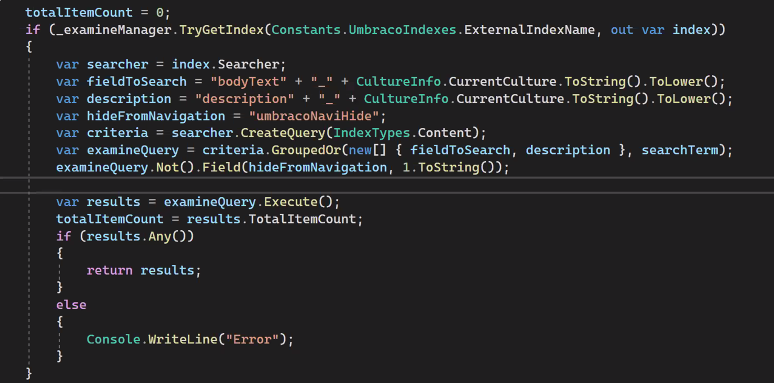 totalItemCount = 0;
if (_examineManager.TryGetIndex(Constants.UmbracoIndexes.ExternalIndexName, out var index))
{
var searcher = index.Searcher;
var fieldToSearch = "bodyText" + "_" + CultureInfo.CurrentCulture.ToString().ToLower();
var description = "description" + "_" + CultureInfo.CurrentCulture.ToString().ToLower();
var hideFromNavigation = "umbracoNaviHide";
var criteria = searcher.CreateQuery(IndexTypes.Content);
var examineQuery = criteria.GroupedOr(new[] { fieldToSearch, description }, searchTerm);
examineQuery.Not().Field(hideFromNavigation, 1.ToString());
var results = examineQuery.Execute();
totalItemCount = results.TotalItemCount;
if (results.Any())
{
return results;
}
else
{
Console.WriteLine("Error");
}
}